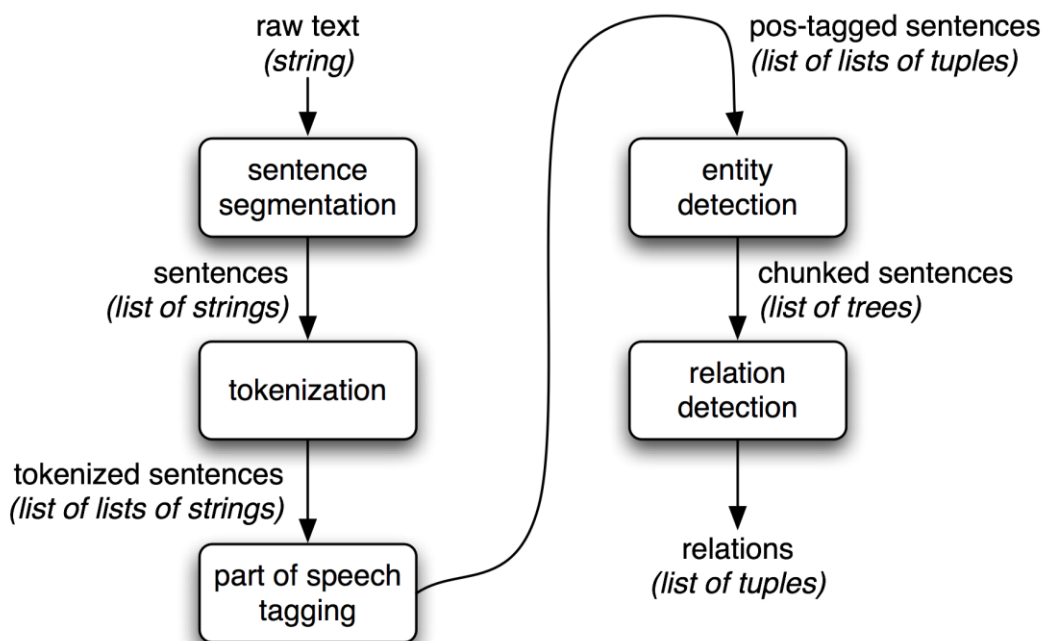 raw text
(string)
sentence
segmentation
sentences
(list of strings)
tokenization
tokenized sentences
(list of lists of strings)
part of speech
tagging
pos-tagged sentences
(list of lists of tuples)
entity
detection
chunked sentences
(list of trees)
relation
detection
relations
(list of tuples)